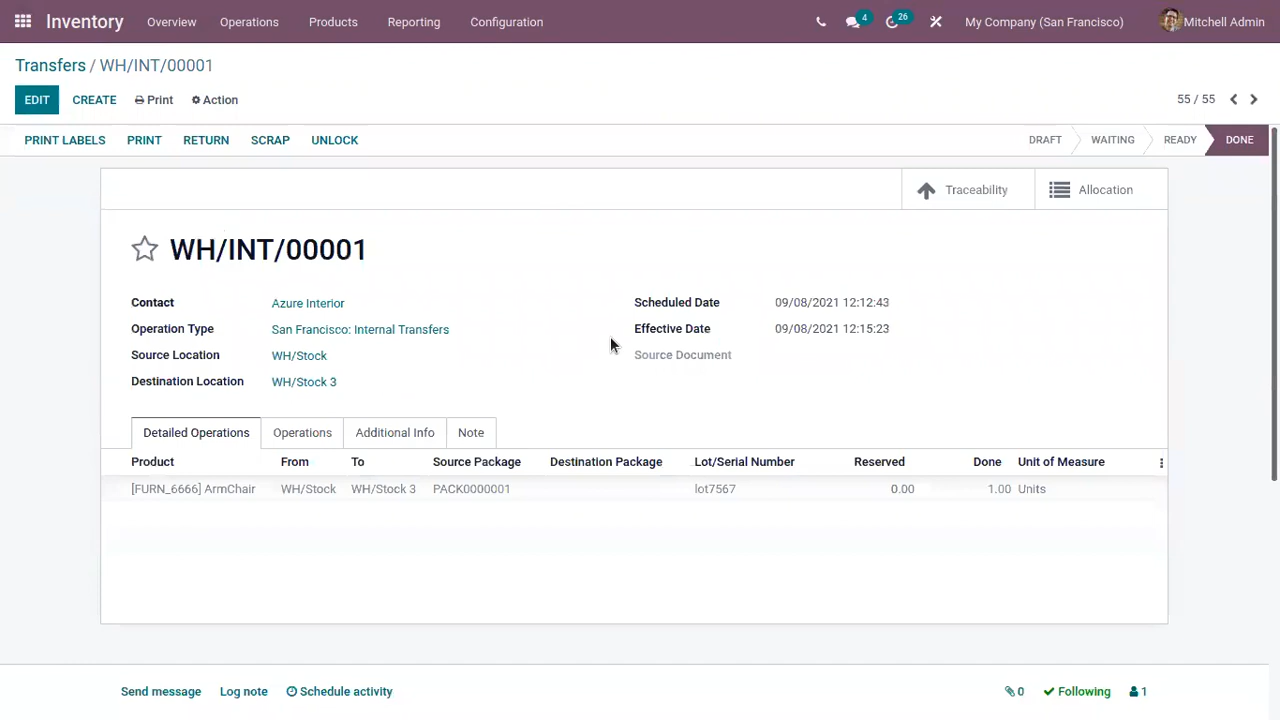 Inventory Overview Operations Products Reporting Configuration 4 26 My Company (San Francisco) Mitchell Admin
Transfers / WH/INT/00001
EDIT CREATE Print Action 55 / 55
PRINT LABELS PRINT RETURN SCRAP UNLOCK DRAFT WAITING READY DONE
Traceability Allocation
WH/INT/00001
Contact Azure Interior Scheduled Date 09/08/2021 12:12:43
Operation Type San Francisco: Internal Transfers Effective Date 09/08/2021 12:15:23
Source Location WH/Stock Source Document
Destination Location WH/Stock 3
Detailed Operations Operations Additional Info Note
Product From To Source Package Destination Package Lot/Serial Number Reserved Done Unit of Measure
[FURN_6666] ArmChair WH/Stock WH/Stock 3 PACK0000001 lot7567 0.00 1.00 Units
Send message Log note Schedule activity 0 Following 1